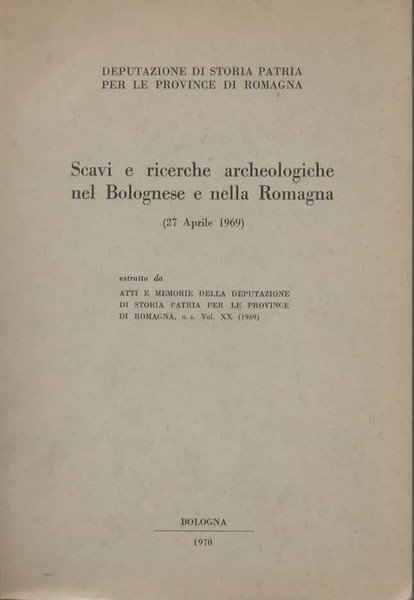 DEPUTAZIONE DI STORIA PATRIA
PER LE PROVINCE DI ROMAGNA
Scavi e ricerche archeologiche
nel Bolognese e nella Romagna
(27 Aprile 1969)
estratto da
ATTI E MEMORIE DELLA DEPUTAZIONE
DI STORIA PATRIA PER LE PROVINCE
DI ROMAGNA, n. s. Vol. XX (1969)
BOLOGNA
1970